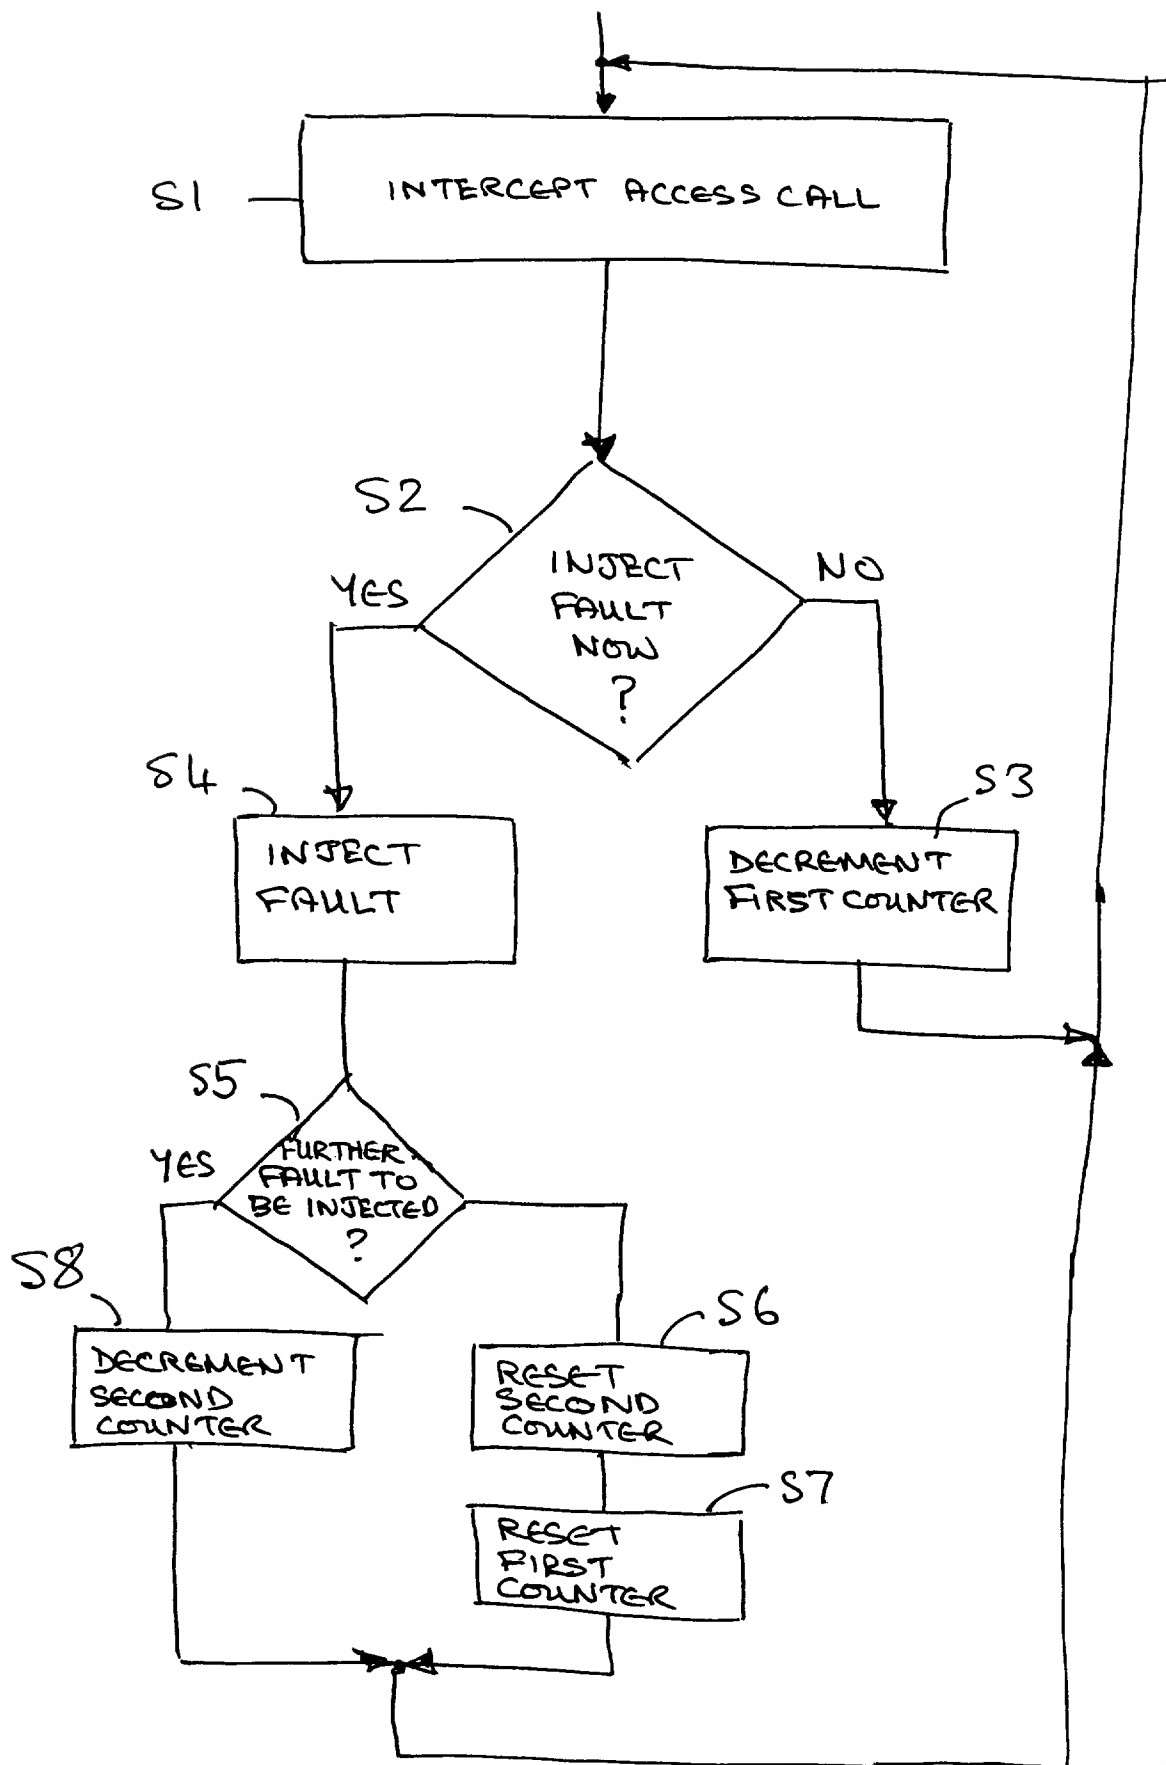 S1
INTERCEPT ACCESS CALL
S2
YES
INJECT
FAULT
NOW
?
NO
S4
INJECT
FAULT
S3
DECREMENT
FIRST COUNTER
S5
YES
FURTHER
FAULT TO
BE INJECTED
?
S8
DECREMENT
SECOND
COUNTER
S6
RESET
SECOND
COUNTER
S7
RESET
FIRST
COUNTER